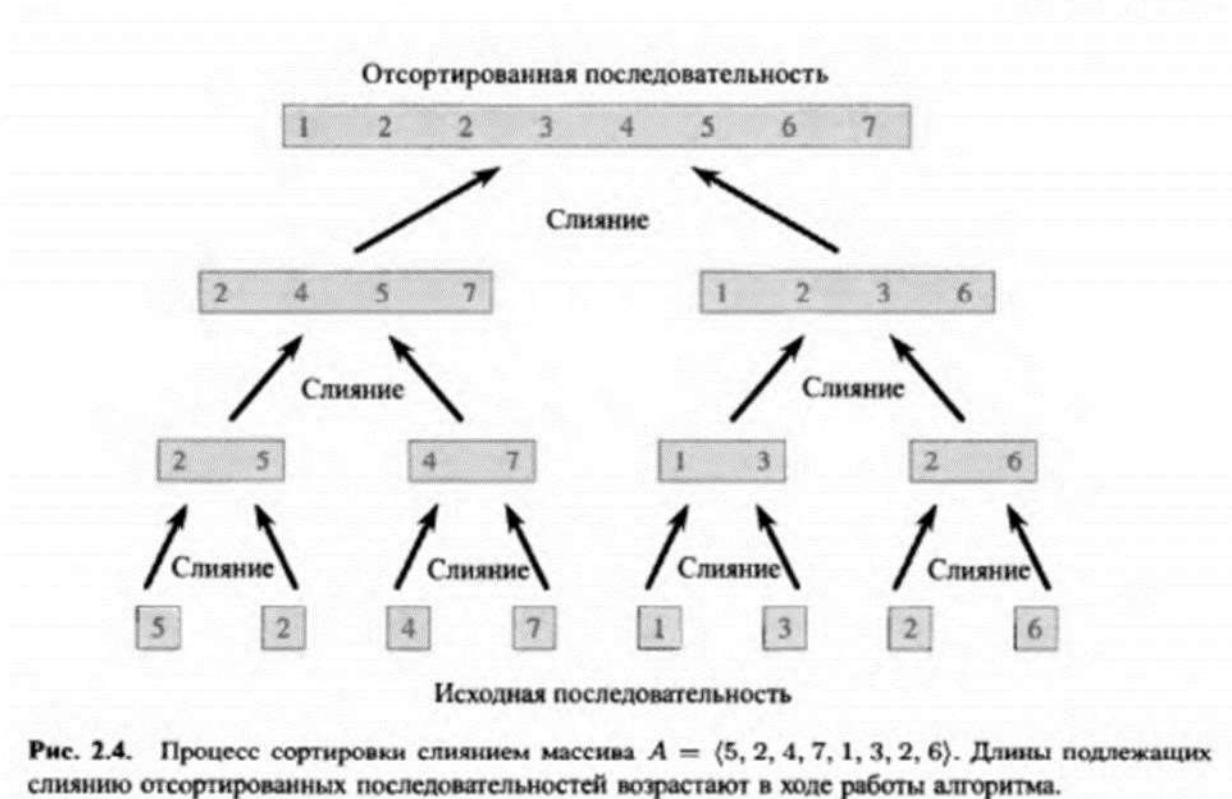 Отсортированная последовательность
1 2 2 3 4 5 6 7
Слияние
2 4 5 7 1 2 3 6
Слияние Слияние
2 5 4 7 1 3 2 6
Слияние Слияние Слияние Слияние
5 2 4 7 1 3 2 6
Исходная последовательность
Рис. 2.4. Процесс сортировки слиянием массива A = ⟨5, 2, 4, 7, 1, 3, 2, 6⟩. Длины подлежащих
слиянию отсортированных последовательностей возрастают в ходе работы алгоритма.